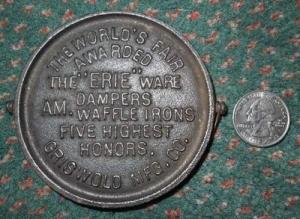 THE WORLD'S FAIR
AWARDED
THE "ERIE" WARE
DAMPERS
AM. WAFFLE IRONS
FIVE HIGHEST
HONORS.
GRISWOLD MFG. CO.